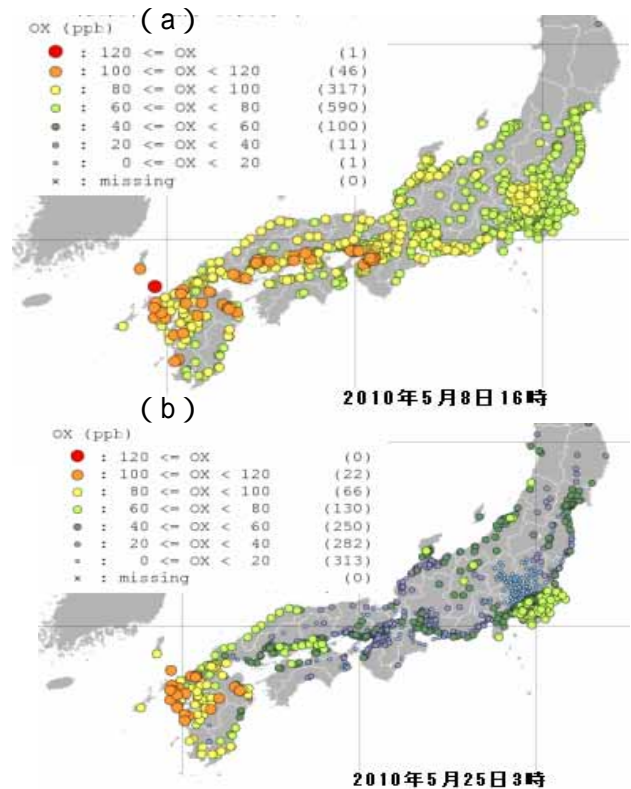 (a)
OX (ppb)
: 120 <= OX (1)
: 100 <= OX < 120 (46)
: 80 <= OX < 100 (317)
: 60 <= OX < 80 (590)
: 40 <= OX < 60 (100)
: 20 <= OX < 40 (11)
: 0 <= OX < 20 (1)
× : missing (0)
2010年5月8日16時
(b)
OX (ppb)
: 120 <= OX (0)
: 100 <= OX < 120 (22)
: 80 <= OX < 100 (66)
: 60 <= OX < 80 (130)
: 40 <= OX < 60 (250)
: 20 <= OX < 40 (282)
: 0 <= OX < 20 (313)
× : missing (0)
2010年5月25日3時